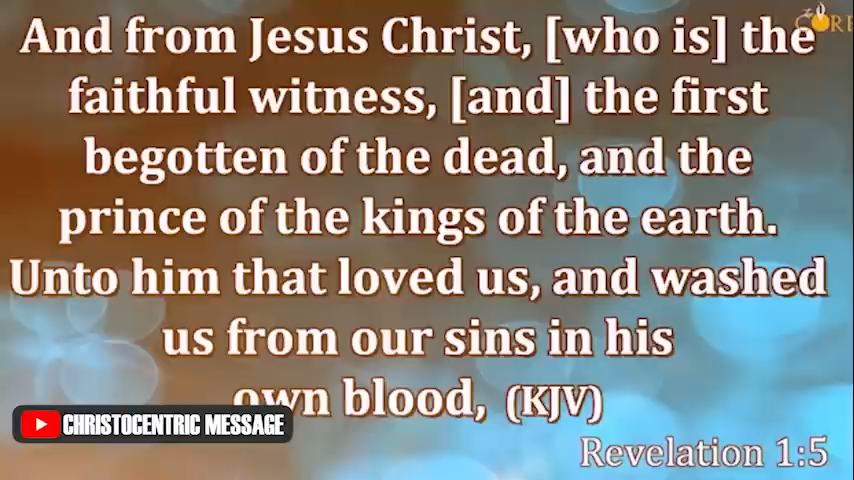 And from Jesus Christ, [who is] the
faithful witness, [and] the first
begotten of the dead, and the
prince of the kings of the earth.
Unto him that loved us, and washed
us from our sins in his
own blood, (KJV)
CHRISTOCENTRIC MESSAGE
Revelation 1:5